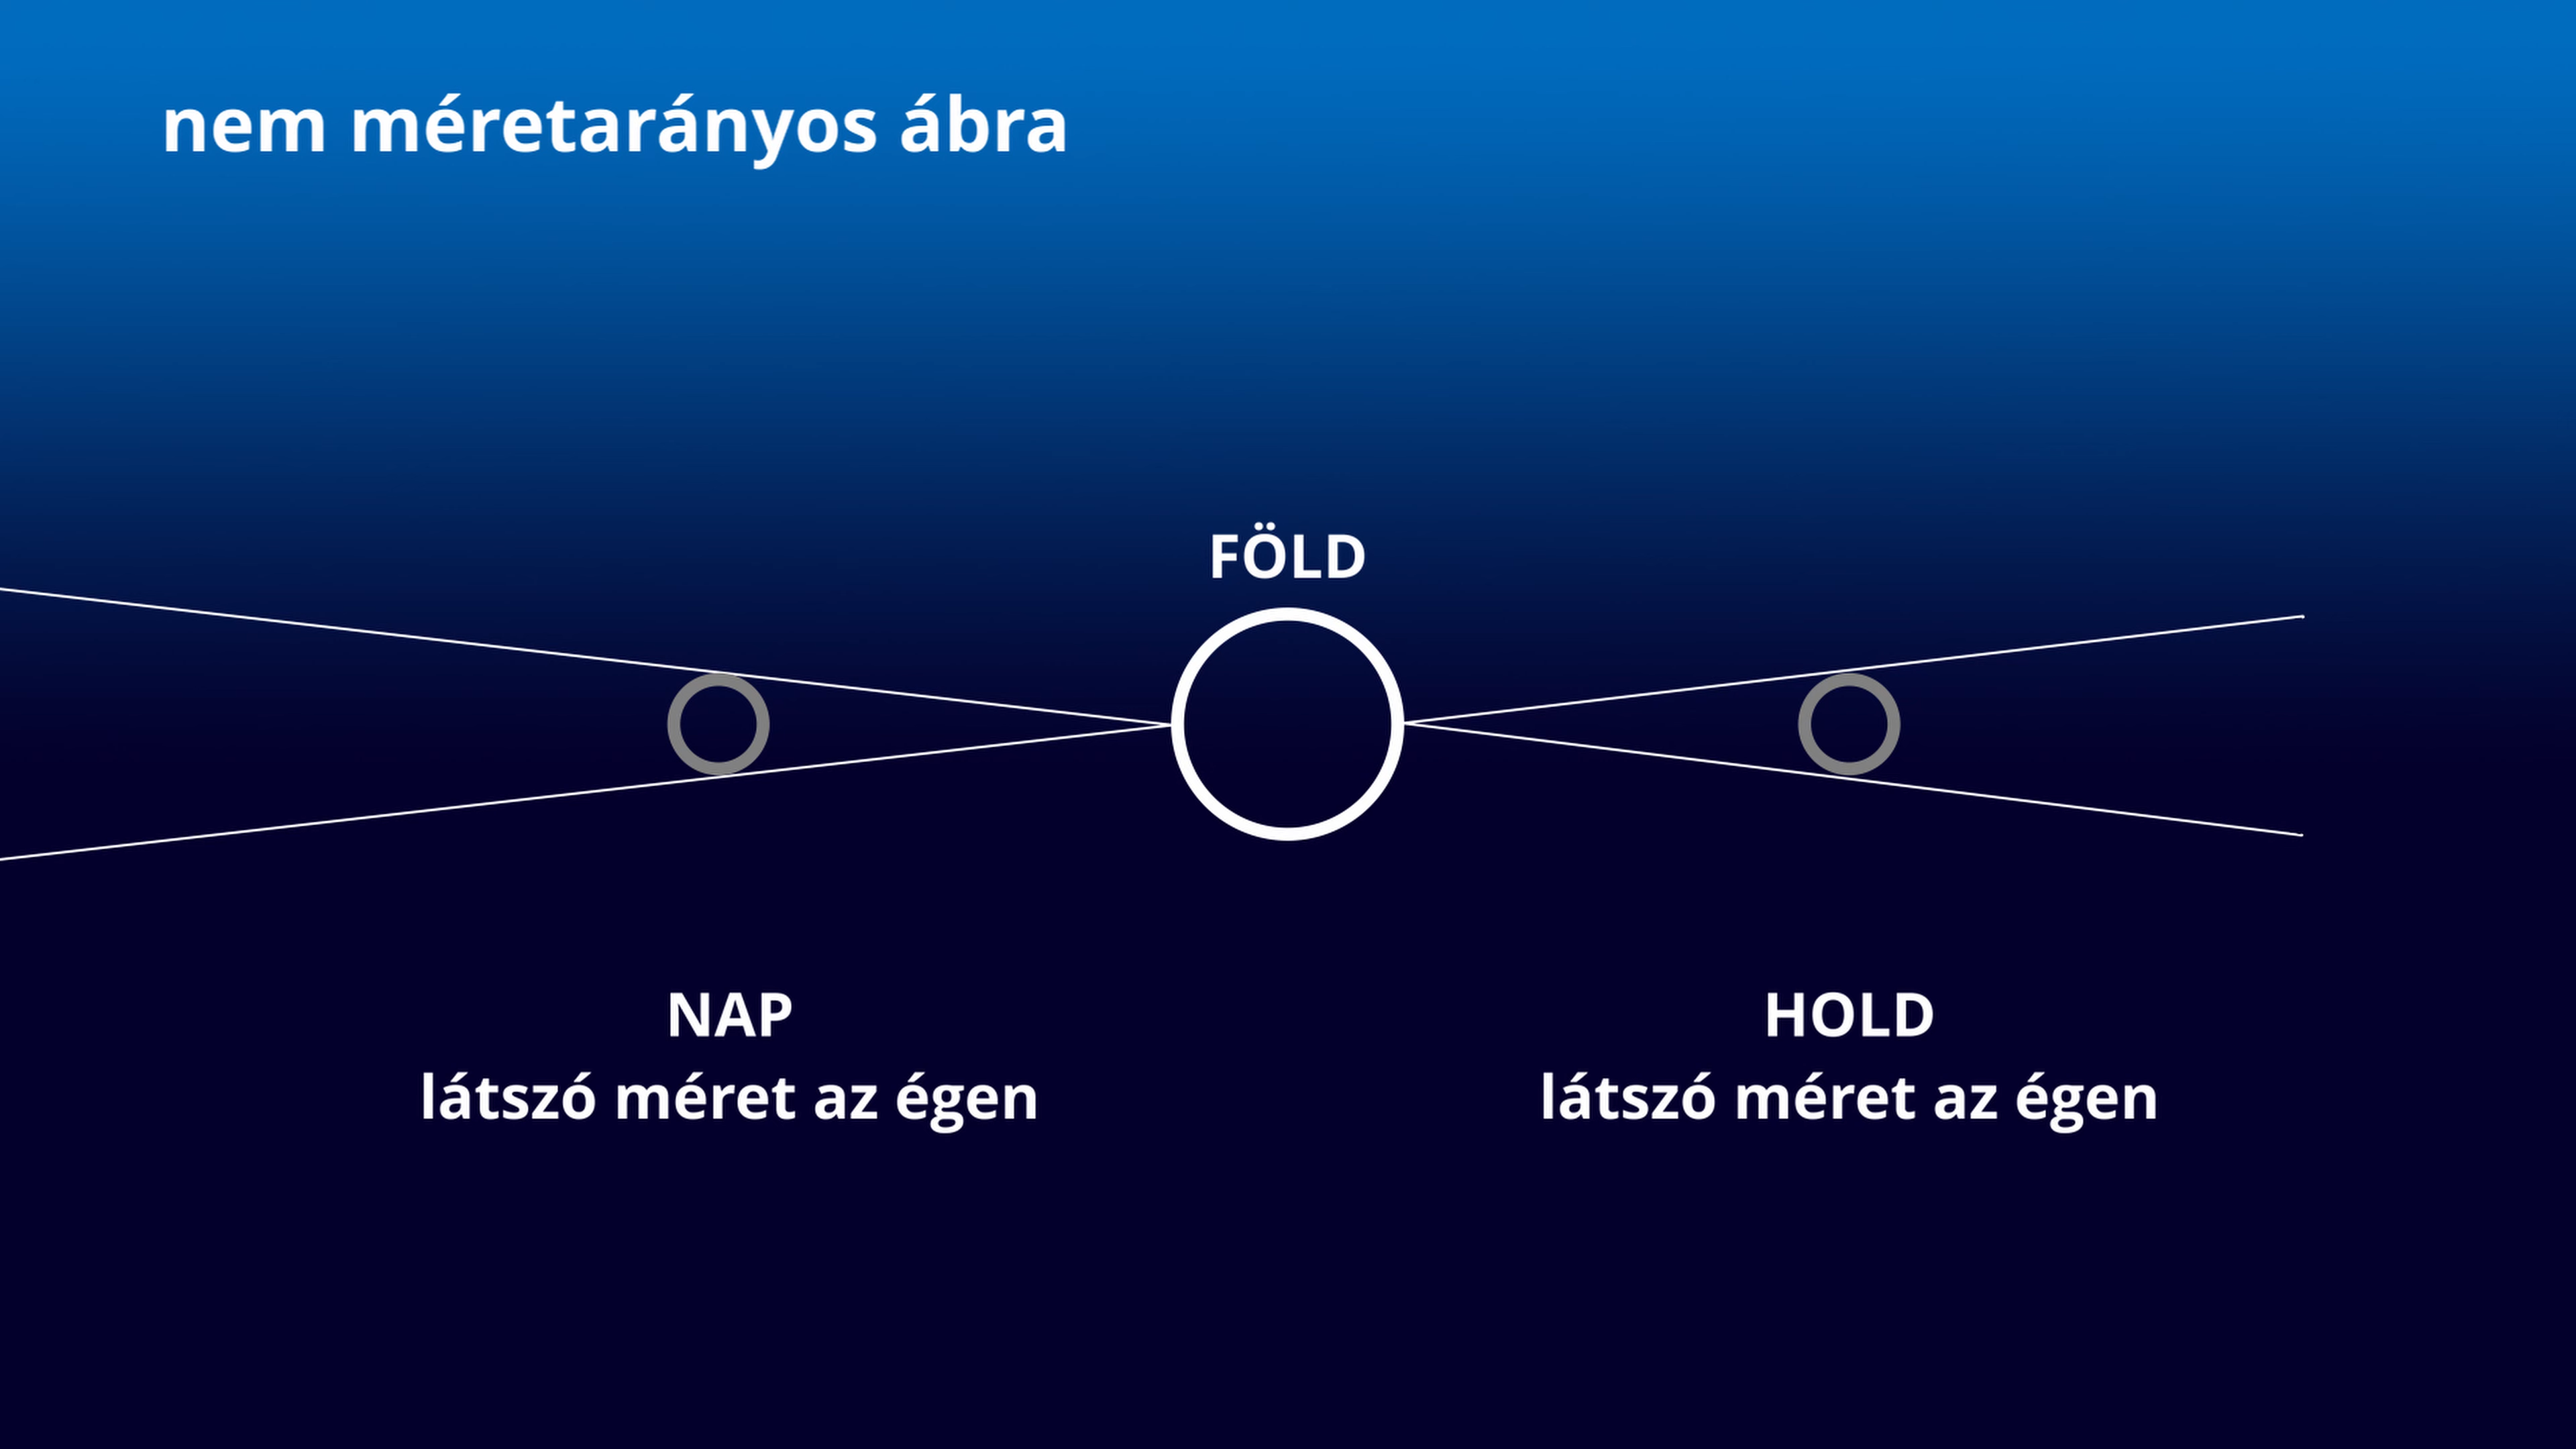 nem méretarányos ábra
FÖLD
NAP
látszó méret az égen
HOLD
látszó méret az égen